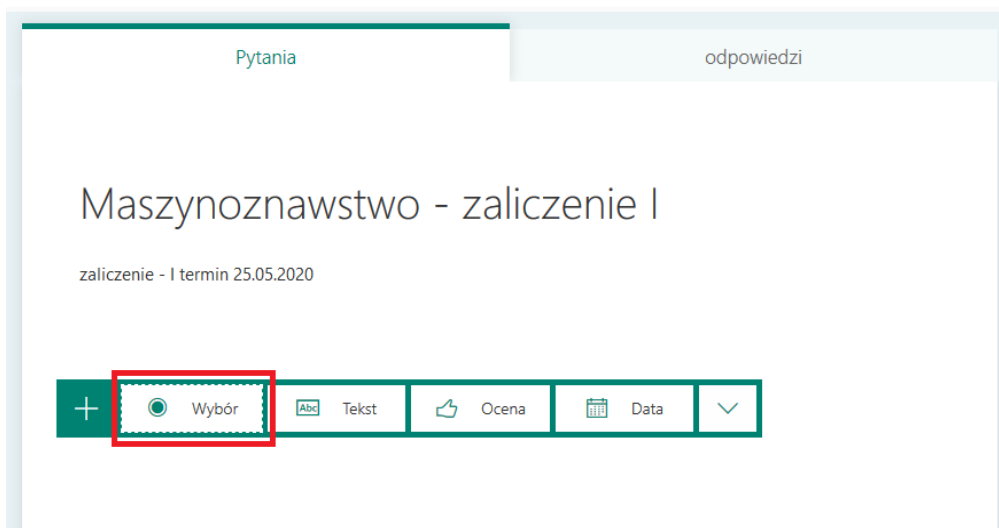 Pytania
odpowiedzi
Maszynoznawstwo - zaliczenie I
zaliczenie - I termin 25.05.2020
Wybór
Abc Tekst
Ocena
Data